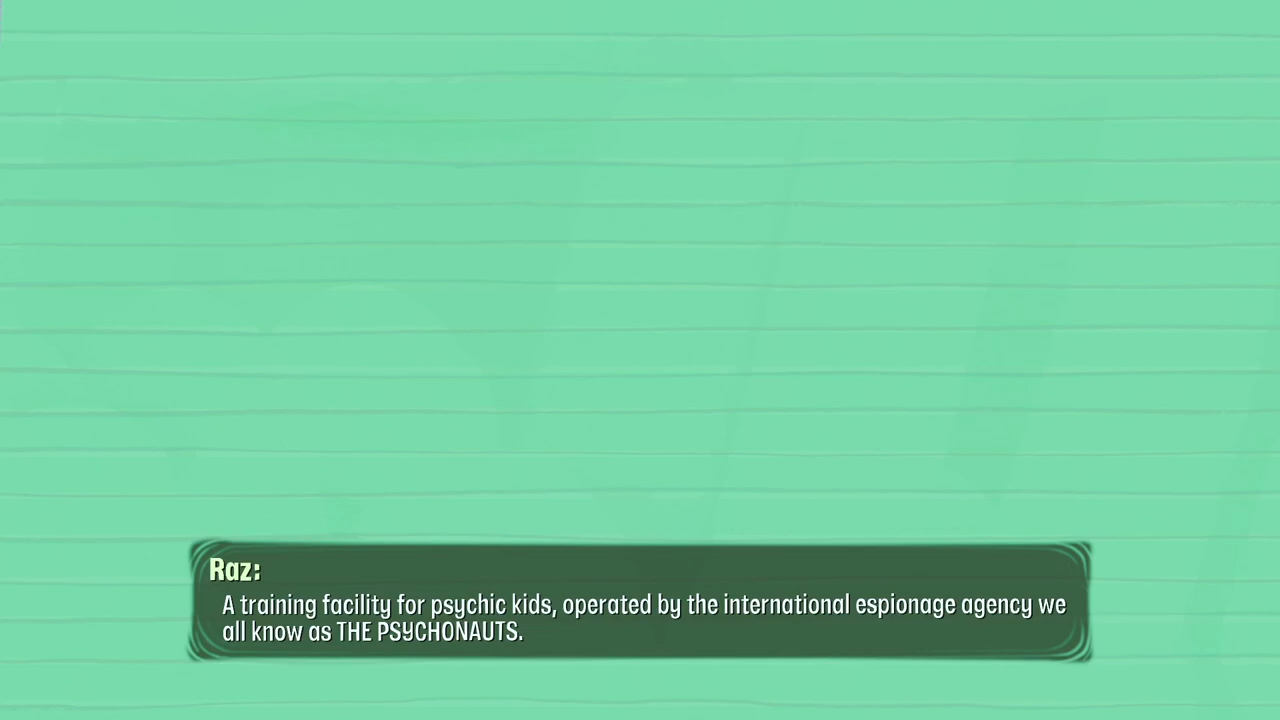 Raz:
A training facility for psychic kids, operated by the international espionage agency we
all know as THE PSYCHONAUTS.